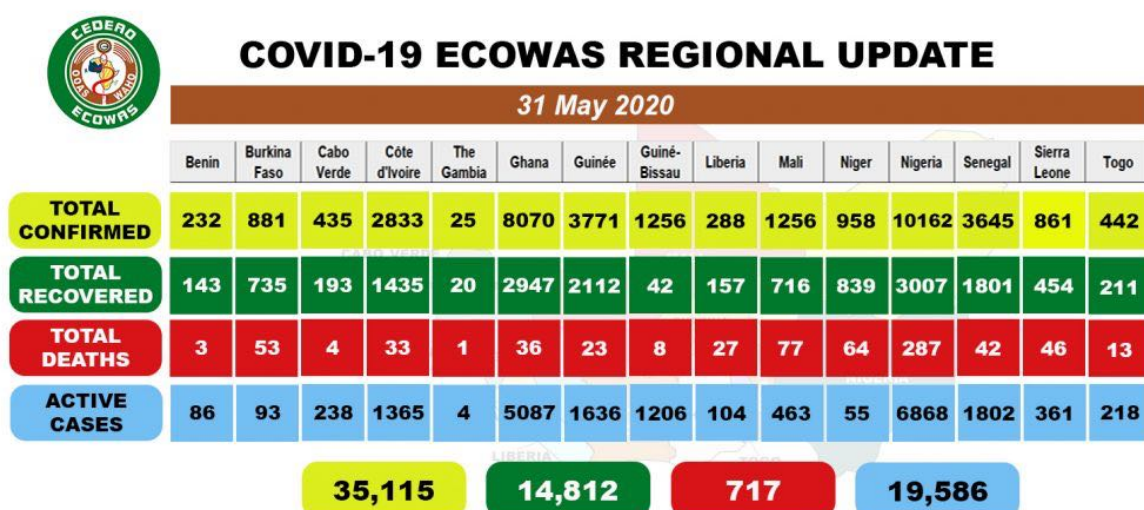 CEDEAO
OOAS WAHO
ECOWAS
COVID-19 ECOWAS REGIONAL UPDATE
31 May 2020
Benin Burkina Faso Cabo Verde Côte d'Ivoire The Gambia Ghana Guinée Guiné-Bissau Liberia Mali Niger Nigeria Senegal Sierra Leone Togo
TOTAL CONFIRMED 232 881 435 2833 25 8070 3771 1256 288 1256 958 10162 3645 861 442
TOTAL RECOVERED 143 735 193 1435 20 2947 2112 42 157 716 839 3007 1801 454 211
TOTAL DEATHS 3 53 4 33 1 36 23 8 27 77 64 287 42 46 13
ACTIVE CASES 86 93 238 1365 4 5087 1636 1206 104 463 55 6868 1802 361 218
LIBERIA TOGO
35,115 14,812 717 19,586